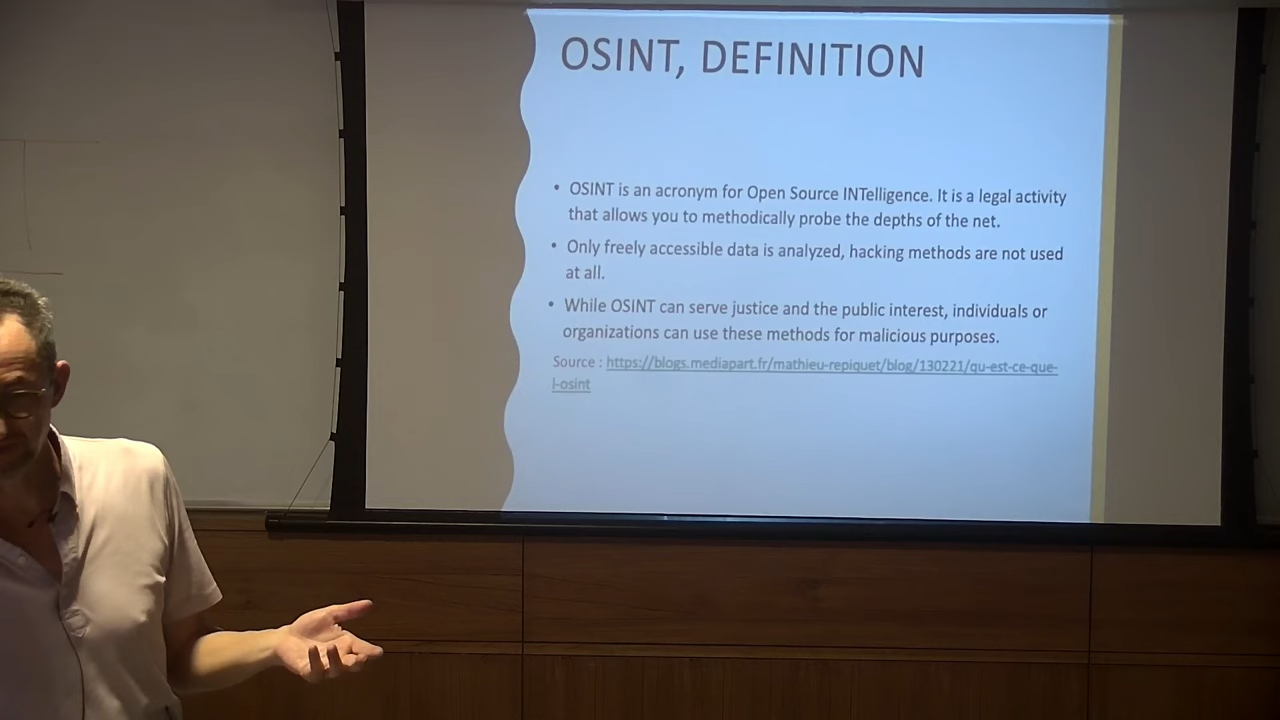 OSINT, DEFINITION
• OSINT is an acronym for Open Source INTelligence. It is a legal activity
that allows you to methodically probe the depths of the net.
• Only freely accessible data is analyzed, hacking methods are not used
at all.
• While OSINT can serve justice and the public interest, individuals or
organizations can use these methods for malicious purposes.
Source : https://blogs.mediapart.fr/mathieu-repiquet/blog/130221/qu-est-ce-que-
l-osint